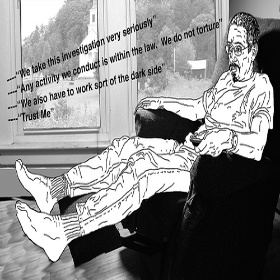 ----"We take this investigation very seriously"
----"Any activity we conduct is within the law. We do not torture"
----"We also have to work sort of the dark side"
----"Trust Me"